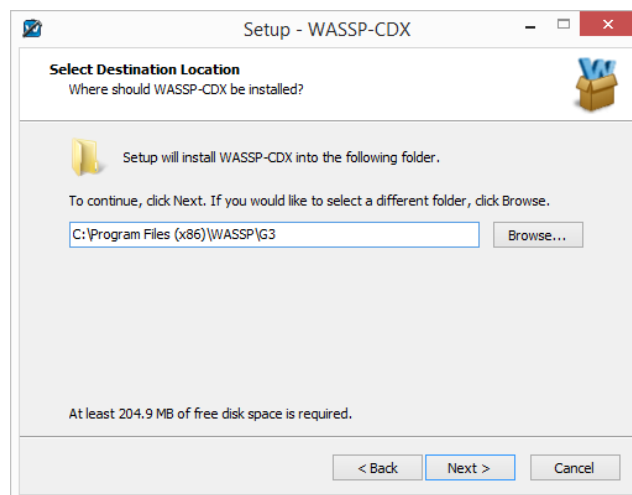 Setup - WASSP-CDX
Select Destination Location
Where should WASSP-CDX be installed?
W
Setup will install WASSP-CDX into the following folder.
To continue, click Next. If you would like to select a different folder, click Browse.
C:\Program Files (x86)\WASSP\G3
Browse...
At least 204.9 MB of free disk space is required.
< Back
Next >
Cancel